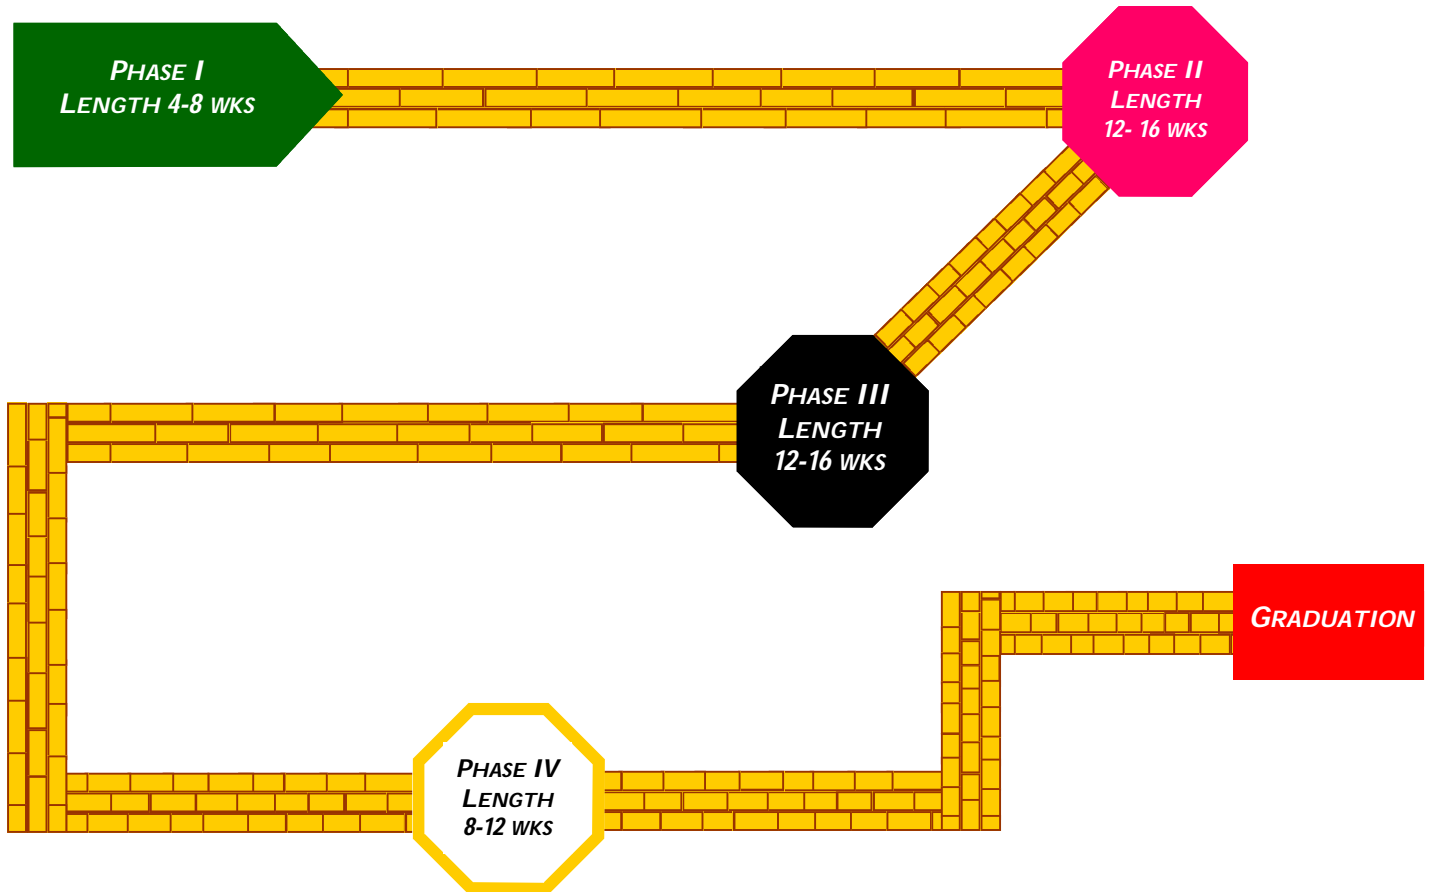 PHASE I
LENGTH 4-8 WKS
PHASE II
LENGTH
12- 16 WKS
PHASE III
LENGTH
12-16 WKS
GRADUATION
PHASE IV
LENGTH
8-12 WKS